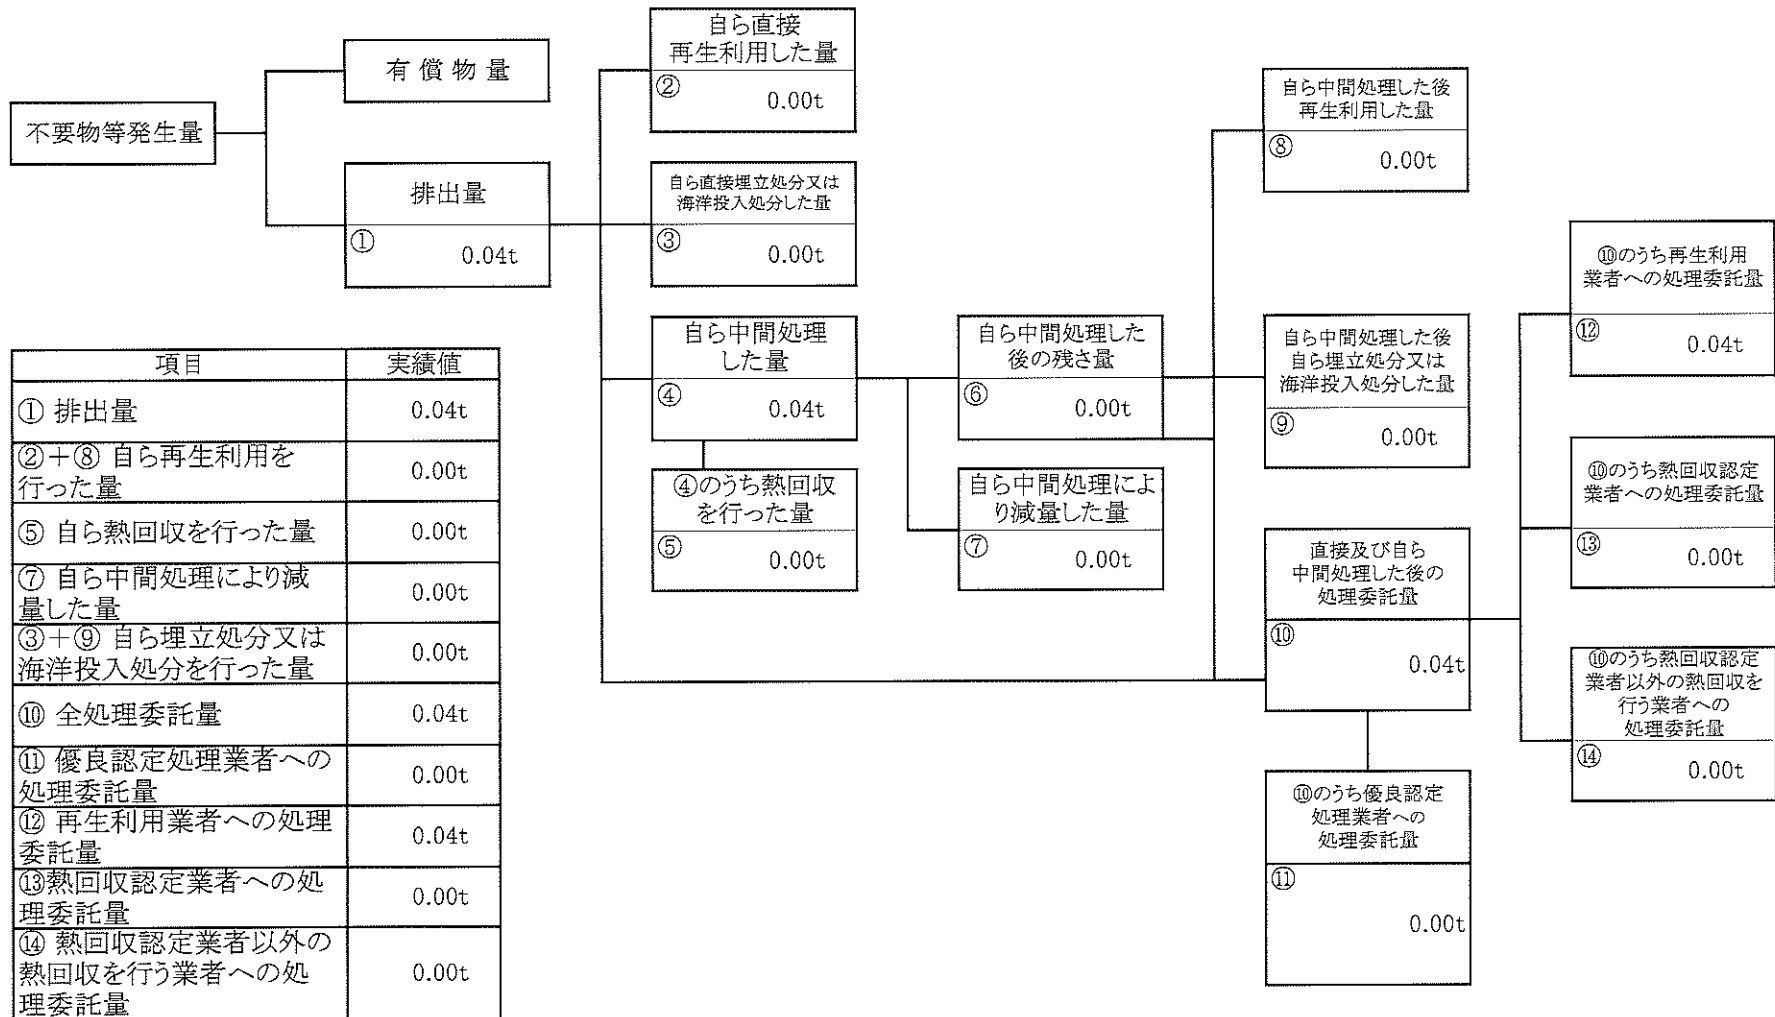 不要物等発生量
有 償 物 量
排出量
①
0.04t
自ら直接
再生利用した量
②
0.00t
自ら直接埋立処分又は
海洋投入処分した量
③
0.00t
自ら中間処理
した量
④
0.04t
④のうち熱回収
を行った量
⑤
0.00t
自ら中間処理した
後の残さ量
⑥
0.00t
自ら中間処理によ
り減量した量
⑦
0.00t
自ら中間処理した後
再生利用した量
⑧
0.00t
自ら中間処理した後
自ら埋立処分又は
海洋投入処分した量
⑨
0.00t
直接及び自ら
中間処理した後の
処理委託量
⑩
0.04t
⑩のうち優良認定
処理業者への
処理委託量
⑪
0.00t
⑩のうち再生利用
業者への処理委託量
⑫
0.04t
⑩のうち熱回収認定
業者への処理委託量
⑬
0.00t
⑩のうち熱回収認定
業者以外の熱回収を
行う業者への
処理委託量
⑭
0.00t
項目 実績値
① 排出量 0.04t
②＋⑧ 自ら再生利用を
行った量 0.00t
⑤ 自ら熱回収を行った量 0.00t
⑦ 自ら中間処理により減
量した量 0.00t
③＋⑨ 自ら埋立処分又は
海洋投入処分を行った量 0.00t
⑩ 全処理委託量 0.04t
⑪ 優良認定処理業者への
処理委託量 0.00t
⑫ 再生利用業者への処理
委託量 0.04t
⑬熱回収認定業者への処
理委託量 0.00t
⑭ 熱回収認定業者以外の
熱回収を行う業者への処
理委託量 0.00t